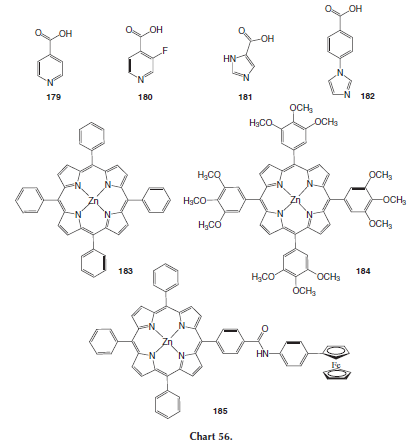 O OH
N
179
O OH
F
N
180
O
OH
HN
N
181
O OH
N
N
182
Zn
N N
N N
183
OCH₃
H₃CO OCH₃
H₃CO OCH₃
H₃CO OCH₃
H₃CO OCH₃
N N
Zn
N N
H₃CO OCH₃
OCH₃
184
N N
Zn
N N
O
HN
Fe
185
Chart 56.